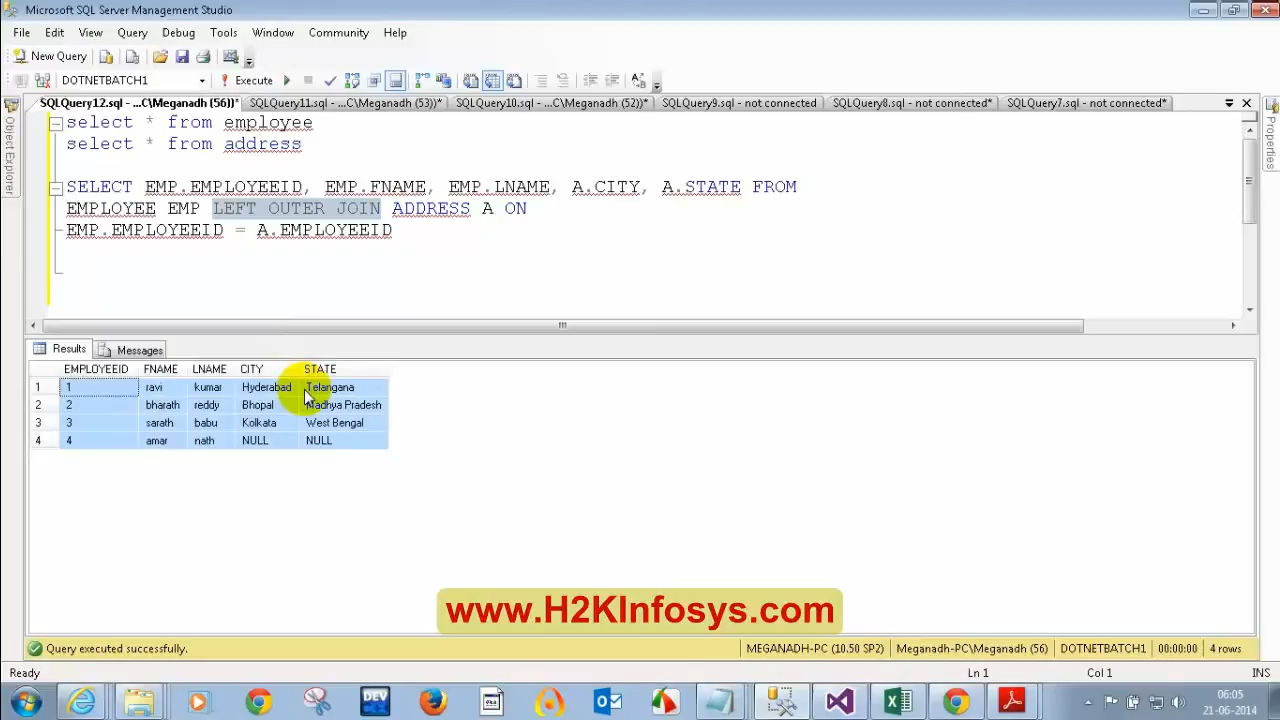 Microsoft SQL Server Management Studio
File Edit View Query Debug Tools Window Community Help
New Query
DOTNETBATCH1 Execute
SQLQuery12.sql - ...C\Meganadh (56))* SQLQuery11.sql - ...C\Meganadh (53))* SQLQuery10.sql - ...C\Meganadh (52))* SQLQuery9.sql - not connected SQLQuery8.sql - not connected* SQLQuery7.sql - not connected*
Object Explorer
Properties
select * from employee
select * from address
SELECT EMP.EMPLOYEEID, EMP.FNAME, EMP.LNAME, A.CITY, A.STATE FROM
EMPLOYEE EMP LEFT OUTER JOIN ADDRESS A ON
EMP.EMPLOYEEID = A.EMPLOYEEID
Results Messages
EMPLOYEEID FNAME LNAME CITY STATE
1 1 ravi kumar Hyderabad Telangana
2 2 bharath reddy Bhopal Madhya Pradesh
3 3 sarath babu Kolkata West Bengal
4 4 amar nath NULL NULL
www.H2KInfosys.com
Query executed successfully. MEGANADH-PC (10.50 SP2) Meganadh-PC\Meganadh (56) DOTNETBATCH1 00:00:00 4 rows
Ready Ln 1 Col 1 INS
DEV
06:05
21-06-2014